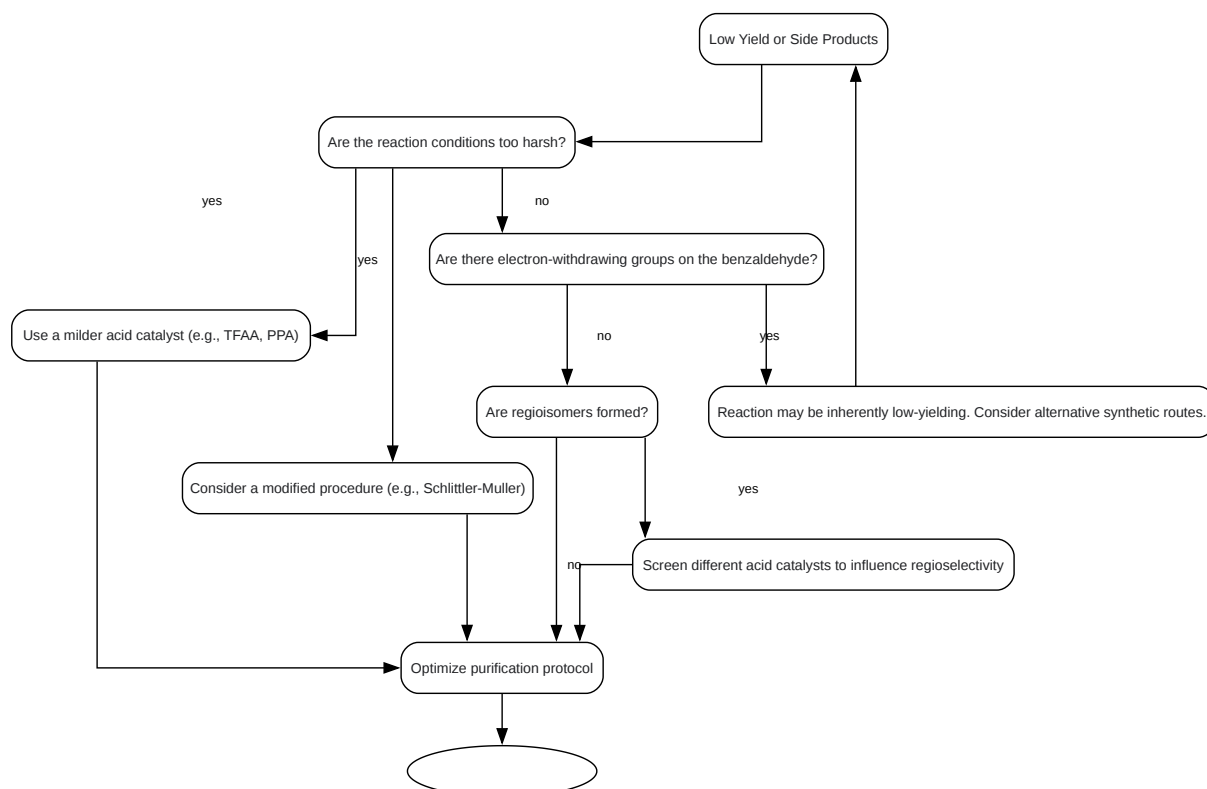 Low Yield or Side Products
Are the reaction conditions too harsh?
yes
no
Are there electron-withdrawing groups on the benzaldehyde?
yes
Use a milder acid catalyst (e.g., TFAA, PPA)
no
yes
Are regioisomers formed?
Reaction may be inherently low-yielding. Consider alternative synthetic routes.
Consider a modified procedure (e.g., Schlittler-Muller)
yes
no
Screen different acid catalysts to influence regioselectivity
Optimize purification protocol